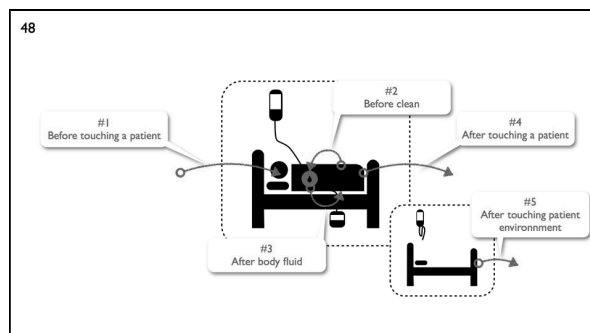 48
#1
Before touching a patient
#2
Before clean
#4
After touching a patient
#3
After body fluid
#5
After touching patient
environnment